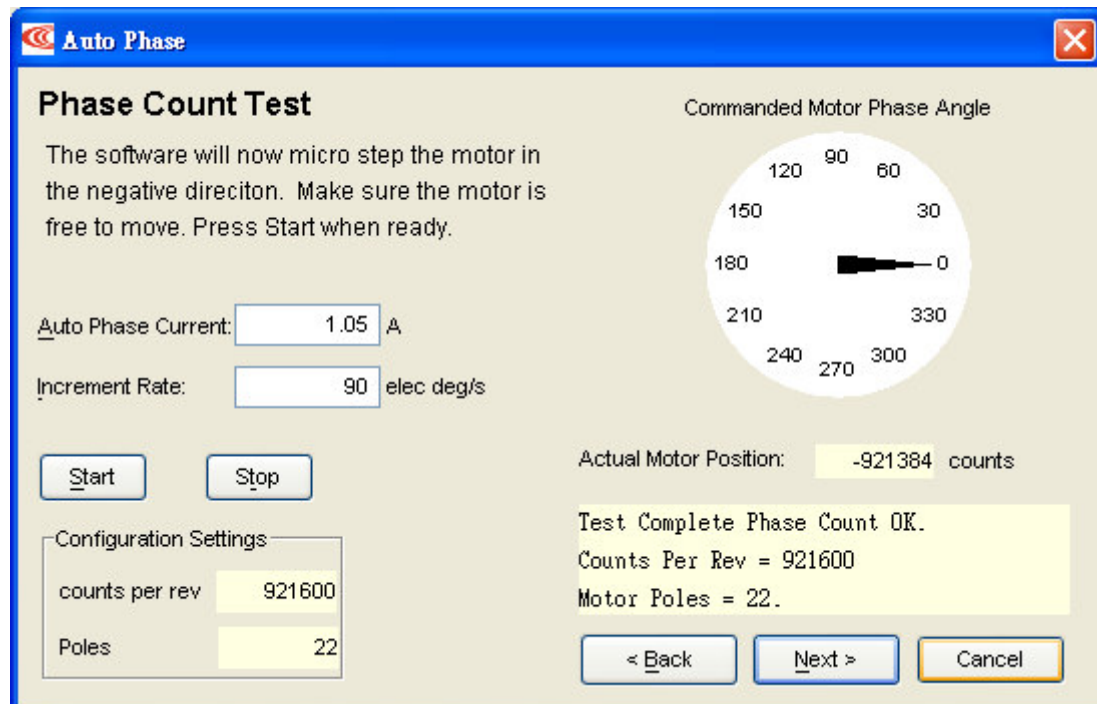 Auto Phase
Phase Count Test
The software will now micro step the motor in
the negative direciton. Make sure the motor is
free to move. Press Start when ready.
Auto Phase Current: 1.05 A
Increment Rate: 90 elec deg/s
Start Stop
Configuration Settings
counts per rev 921600
Poles 22
Commanded Motor Phase Angle
90
120 60
150 30
180 0
210 330
240 300
270
Actual Motor Position: -921384 counts
Test Complete Phase Count OK.
Counts Per Rev = 921600
Motor Poles = 22.
< Back Next > Cancel